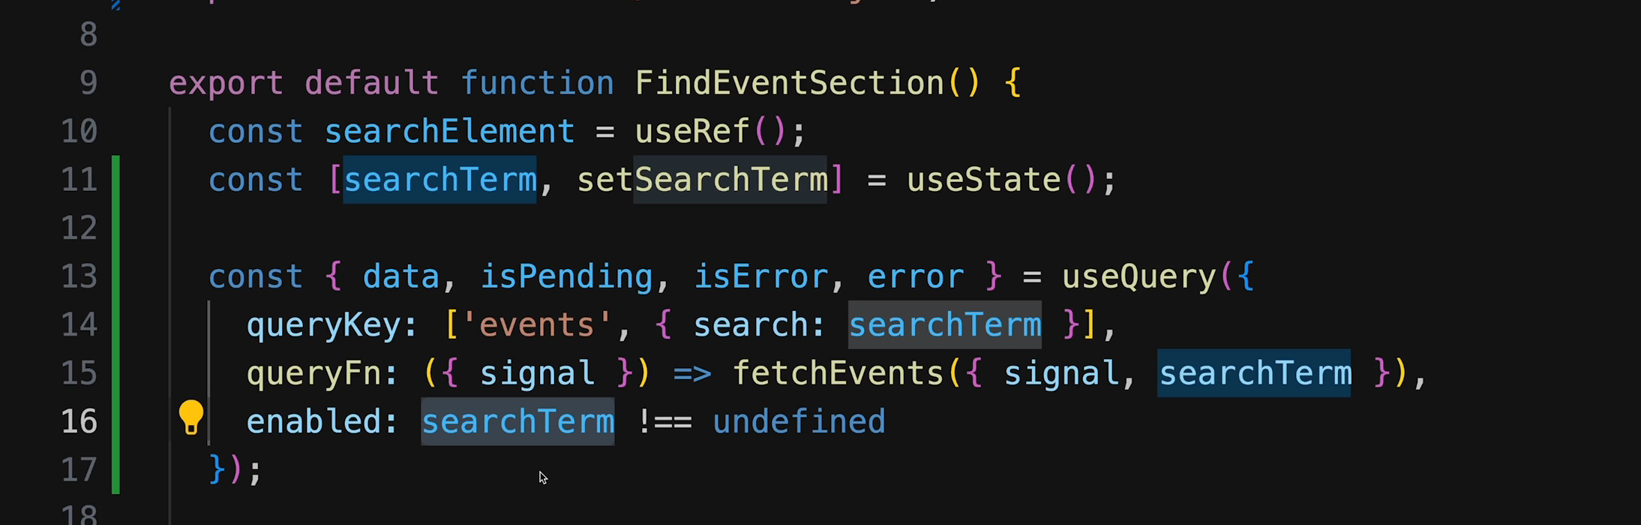 8
9 export default function FindEventSection() {
10 const searchElement = useRef();
11 const [searchTerm, setSearchTerm] = useState();
12
13 const { data, isPending, isError, error } = useQuery({
14 queryKey: ['events', { search: searchTerm }],
15 queryFn: ({ signal }) => fetchEvents({ signal, searchTerm }),
16 enabled: searchTerm !== undefined
17 });
18